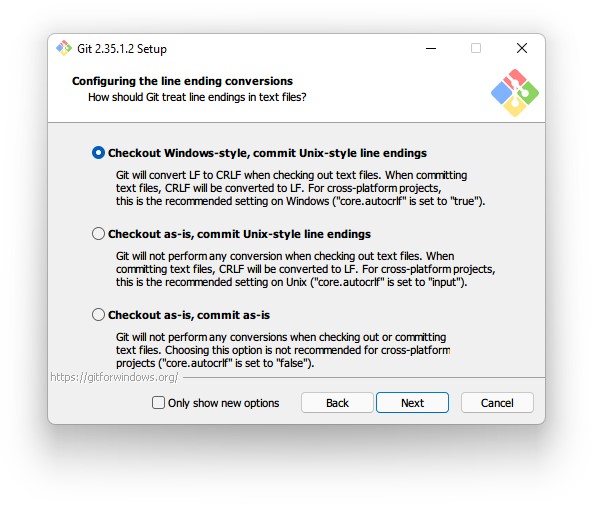 Git 2.35.1.2 Setup
Configuring the line ending conversions
How should Git treat line endings in text files?
Checkout Windows-style, commit Unix-style line endings
Git will convert LF to CRLF when checking out text files. When committing
text files, CRLF will be converted to LF. For cross-platform projects,
this is the recommended setting on Windows ("core.autocrlf" is set to "true").
Checkout as-is, commit Unix-style line endings
Git will not perform any conversion when checking out text files. When
committing text files, CRLF will be converted to LF. For cross-platform projects,
this is the recommended setting on Unix ("core.autocrlf" is set to "input").
Checkout as-is, commit as-is
Git will not perform any conversions when checking out or committing
text files. Choosing this option is not recommended for cross-platform
projects ("core.autocrlf" is set to "false").
https://gitforwindows.org/
Only show new options
Back
Next
Cancel